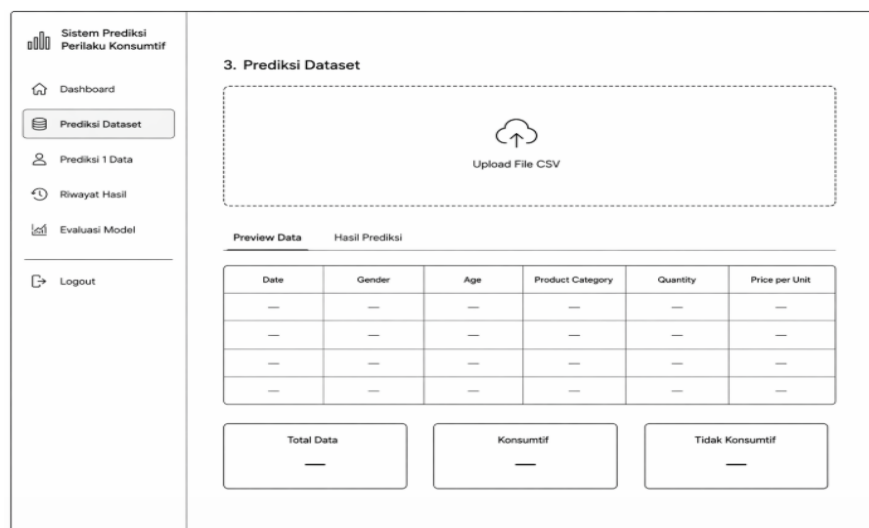 Sistem Prediksi
Perilaku Konsumtif
Dashboard
Prediksi Dataset
Prediksi 1 Data
Riwayat Hasil
Evaluasi Model
Logout
3. Prediksi Dataset
Upload File CSV
Preview Data Hasil Prediksi
Date Gender Age Product Category Quantity Price per Unit
— — — — — —
— — — — — —
— — — — — —
— — — — — —
Total Data Konsumtif Tidak Konsumtif
— — —